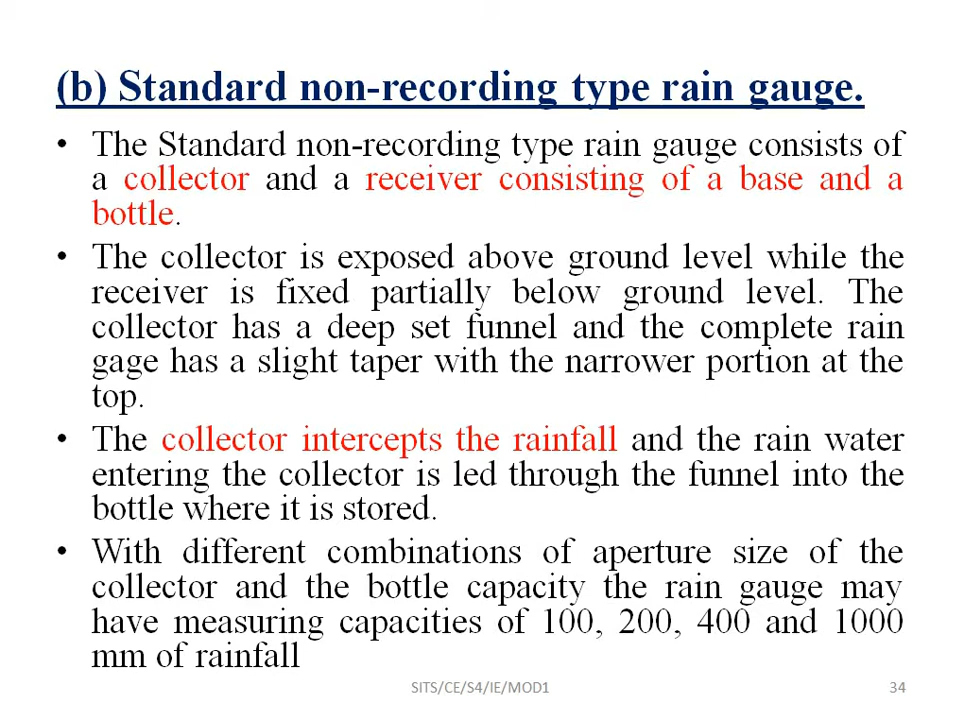 (b) Standard non-recording type rain gauge.
• The Standard non-recording type rain gauge consists of
a collector and a receiver consisting of a base and a
bottle.
• The collector is exposed above ground level while the
receiver is fixed partially below ground level. The
collector has a deep set funnel and the complete rain
gage has a slight taper with the narrower portion at the
top.
• The collector intercepts the rainfall and the rain water
entering the collector is led through the funnel into the
bottle where it is stored.
• With different combinations of aperture size of the
collector and the bottle capacity the rain gauge may
have measuring capacities of 100, 200, 400 and 1000
mm of rainfall
SITS/CE/S4/IE/MOD1
34